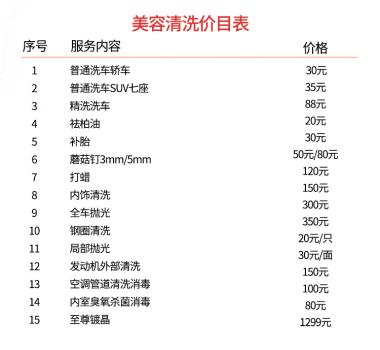 美容清洗价目表
序号 服务内容 价格
1 普通洗车轿车 30元
2 普通洗车SUV七座 35元
3 精洗洗车 88元
4 祛柏油 20元
5 补胎 30元
6 蘑菇钉3mm/5mm 50元/80元
7 打蜡 120元
8 内饰清洗 150元
9 全车抛光 300元
10 钢圈清洗 350元
11 局部抛光 20元/只
12 发动机外部清洗 30元/面
13 空调管道清洗消毒 150元
14 内室臭氧杀菌消毒 100元
15 至尊镀晶 80元
1299元